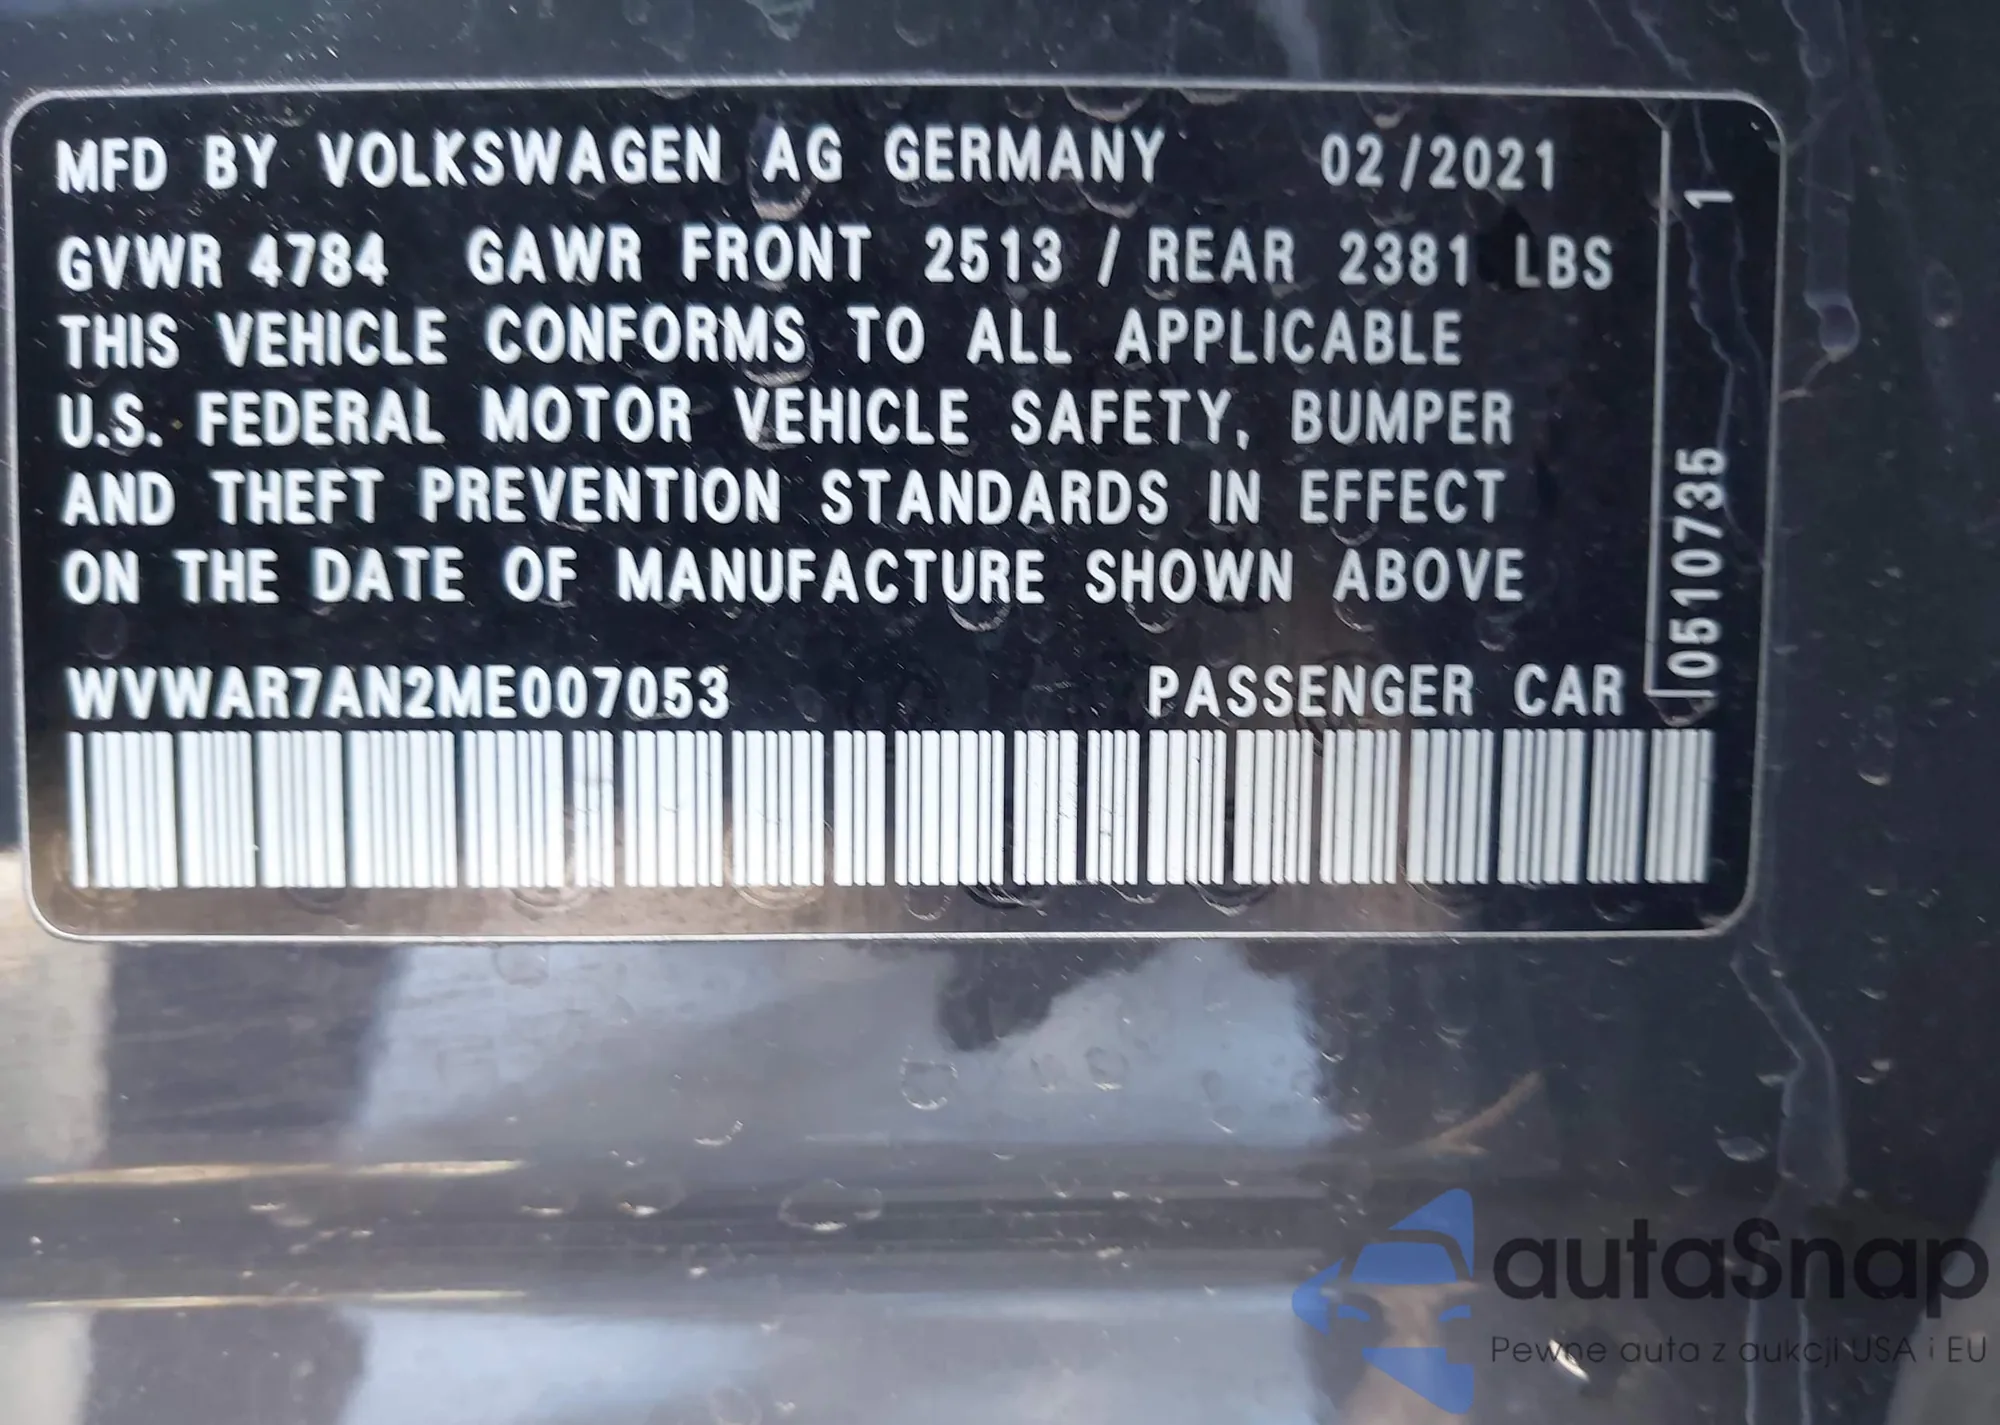 MFD BY VOLKSWAGEN AG GERMANY 02/2021
GVWR 4784 GAWR FRONT 2513 / REAR 2381 LBS
THIS VEHICLE CONFORMS TO ALL APPLICABLE
U.S. FEDERAL MOTOR VEHICLE SAFETY, BUMPER
AND THEFT PREVENTION STANDARDS IN EFFECT
ON THE DATE OF MANUFACTURE SHOWN ABOVE
WVWAR7AN2ME007053 PASSENGER CAR
0510735 1
autaSnap
Pewne auta z aukcji USA i EU